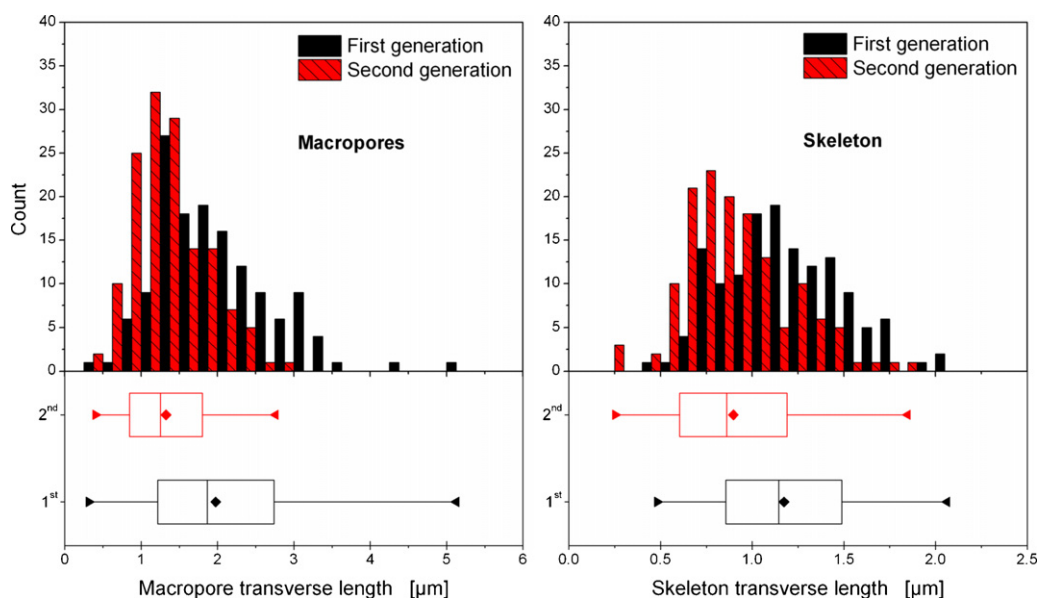 40
35
30
25
20
15
10
5
0
Count
First generation
Second generation
Macropores
2nd
1st
0 1 2 3 4 5 6
Macropore transverse length [µm]
40
35
30
25
20
15
10
5
0
First generation
Second generation
Skeleton
2nd
1st
0.0 0.5 1.0 1.5 2.0 2.5
Skeleton transverse length [µm]